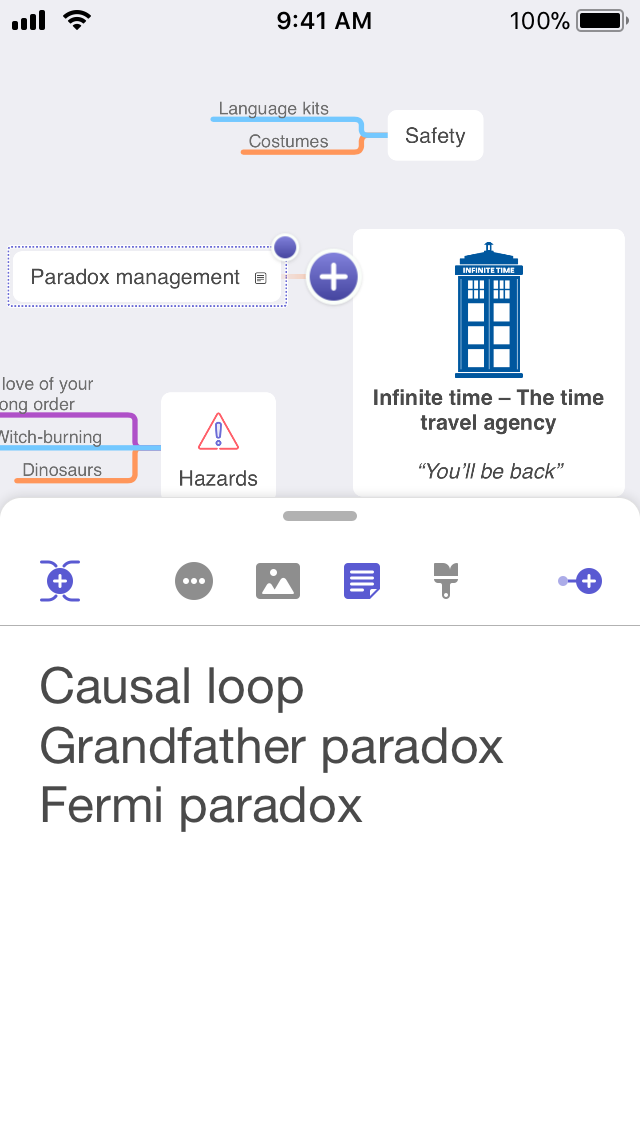 9:41 AM
100%
Language kits
Costumes
Safety
Paradox management
INFINITE TIME
Infinite time – The time
travel agency
“You’ll be back”
love of your
ong order
Witch-burning
Dinosaurs
Hazards
Causal loop
Grandfather paradox
Fermi paradox